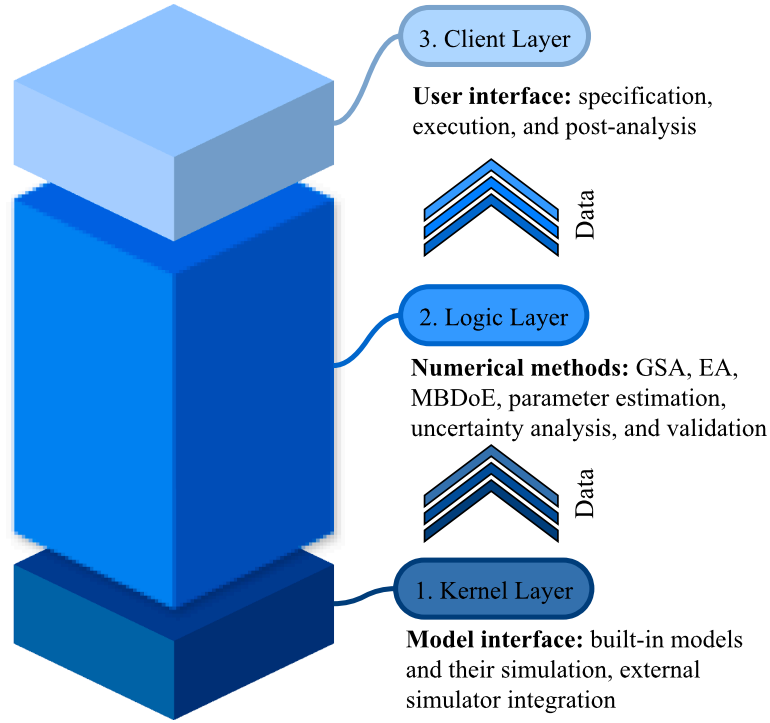 3. Client Layer
User interface: specification,
execution, and post-analysis
Data
2. Logic Layer
Numerical methods: GSA, EA,
MBDoE, parameter estimation,
uncertainty analysis, and validation
Data
1. Kernel Layer
Model interface: built-in models
and their simulation, external
simulator integration